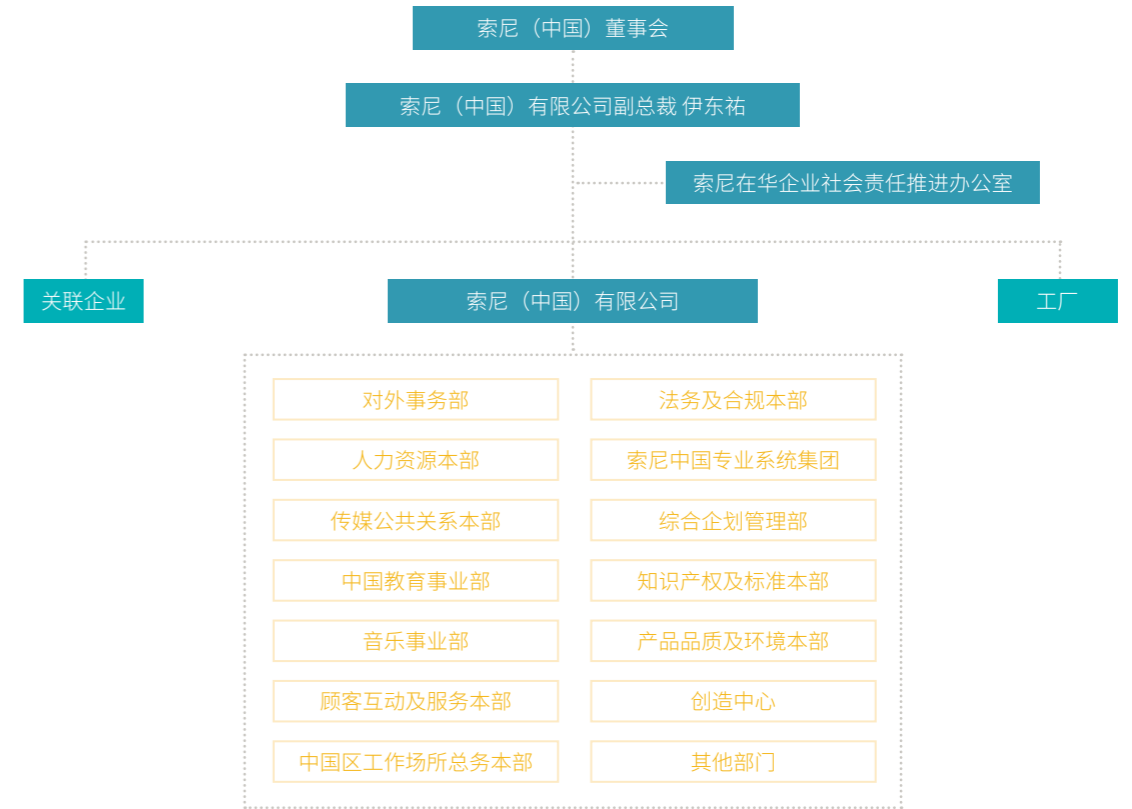 索尼（中国）董事会
索尼（中国）有限公司副总裁 伊东祐
索尼在华企业社会责任推进办公室
关联企业
索尼（中国）有限公司
工厂
对外事务部
法务及合规本部
人力资源本部
索尼中国专业系统集团
传媒公共关系本部
综合企划管理部
中国教育事业部
知识产权及标准本部
音乐事业部
产品品质及环境本部
顾客互动及服务本部
创造中心
中国区工作场所总务本部
其他部门